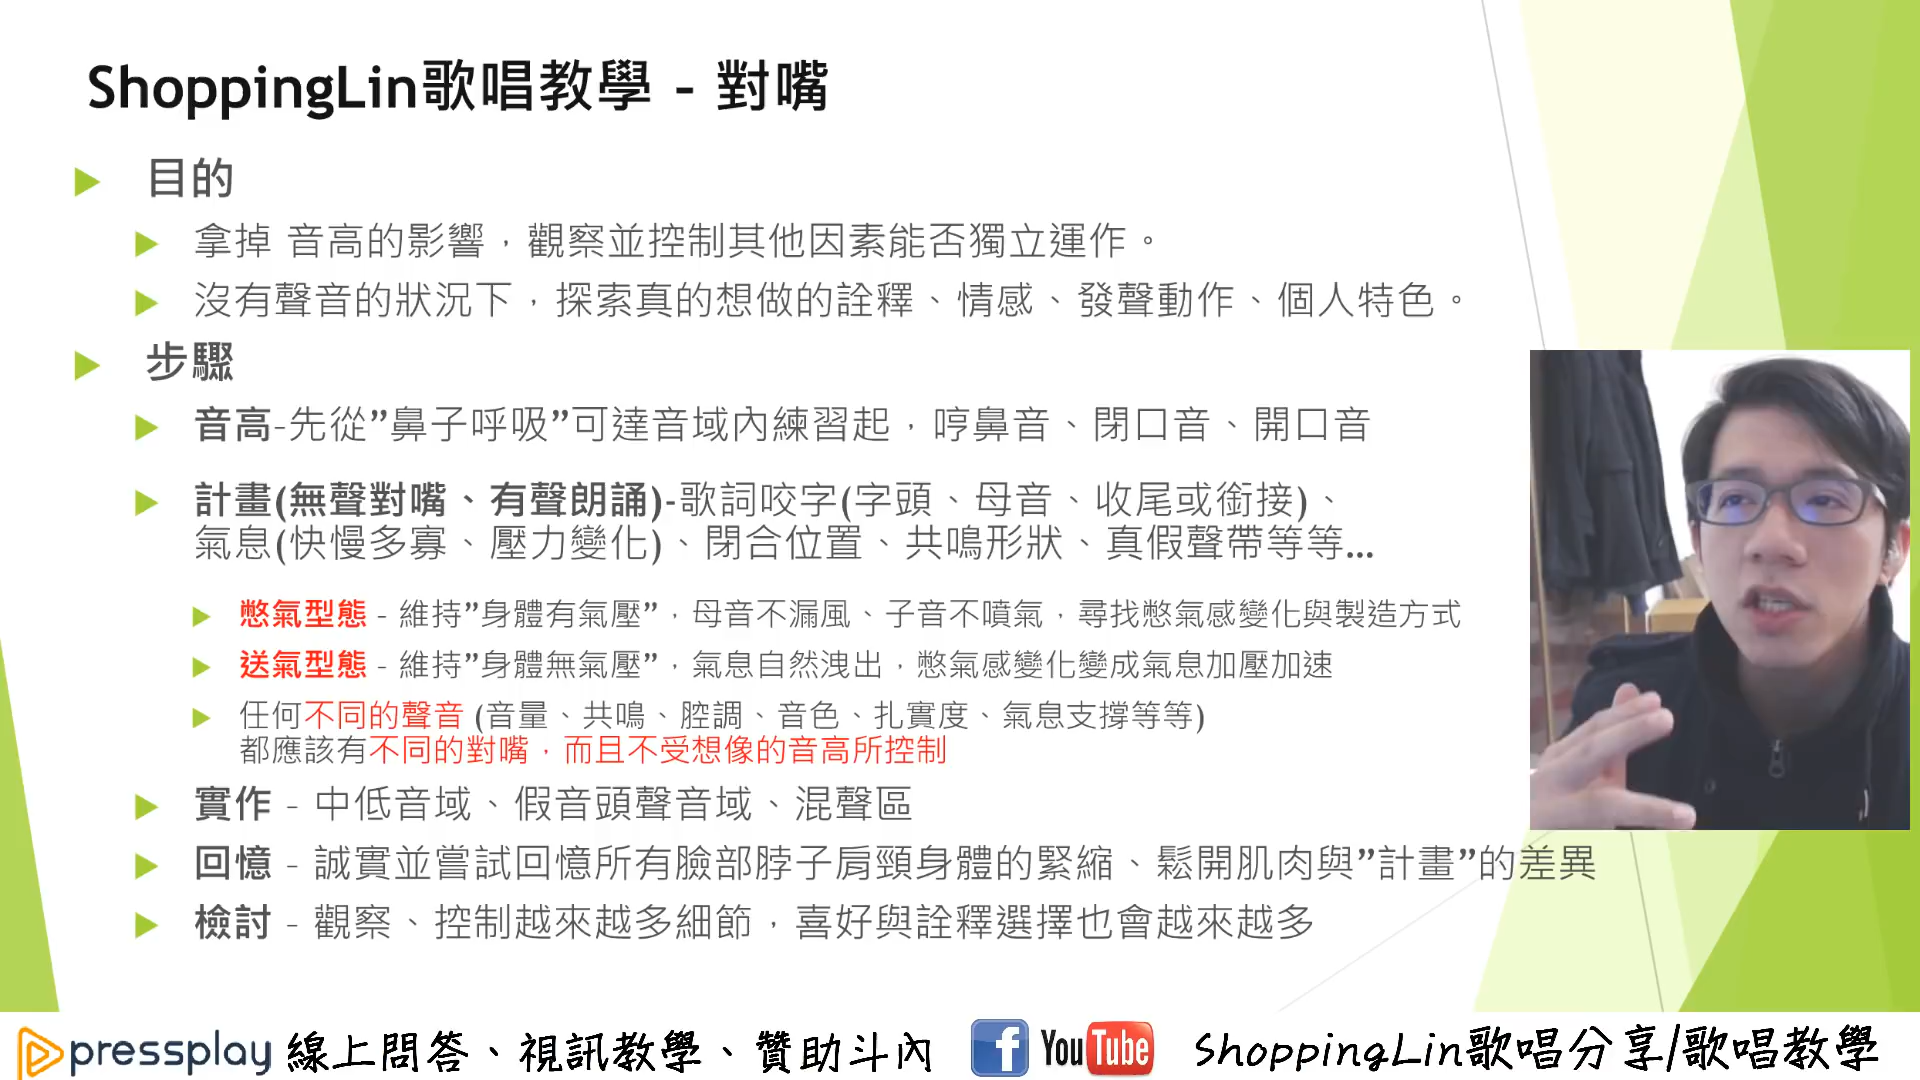 ShoppingLin歌唱教學 - 對嘴
目的
拿掉 音高的影響，觀察並控制其他因素能否獨立運作。
沒有聲音的狀況下，探索真的想做的詮釋、情感、發聲動作、個人特色。
步驟
音高-先從”鼻子呼吸”可達音域內練習起，哼鼻音、閉口音、開口音
計畫(無聲對嘴、有聲朗誦)-歌詞咬字(字頭、母音、收尾或銜接)、
氣息(快慢多寡、壓力變化)、閉合位置、共鳴形狀、真假聲帶等等...
憋氣型態 - 維持”身體有氣壓”，母音不漏風、子音不噴氣，尋找憋氣感變化與製造方式
送氣型態 - 維持”身體無氣壓”，氣息自然洩出，憋氣感變化變成氣息加壓加速
任何不同的聲音 (音量、共鳴、腔調、音色、扎實度、氣息支撐等等)
都應該有不同的對嘴，而且不受想像的音高所控制
實作 - 中低音域、假音頭聲音域、混聲區
回憶 - 誠實並嘗試回憶所有臉部脖子肩頸身體的緊縮、鬆開肌肉與”計畫”的差異
檢討 - 觀察、控制越來越多細節，喜好與詮釋選擇也會越來越多
pressplay 線上問答、視訊教學、贊助斗內 f YouTube ShoppingLin歌唱分享/歌唱教學